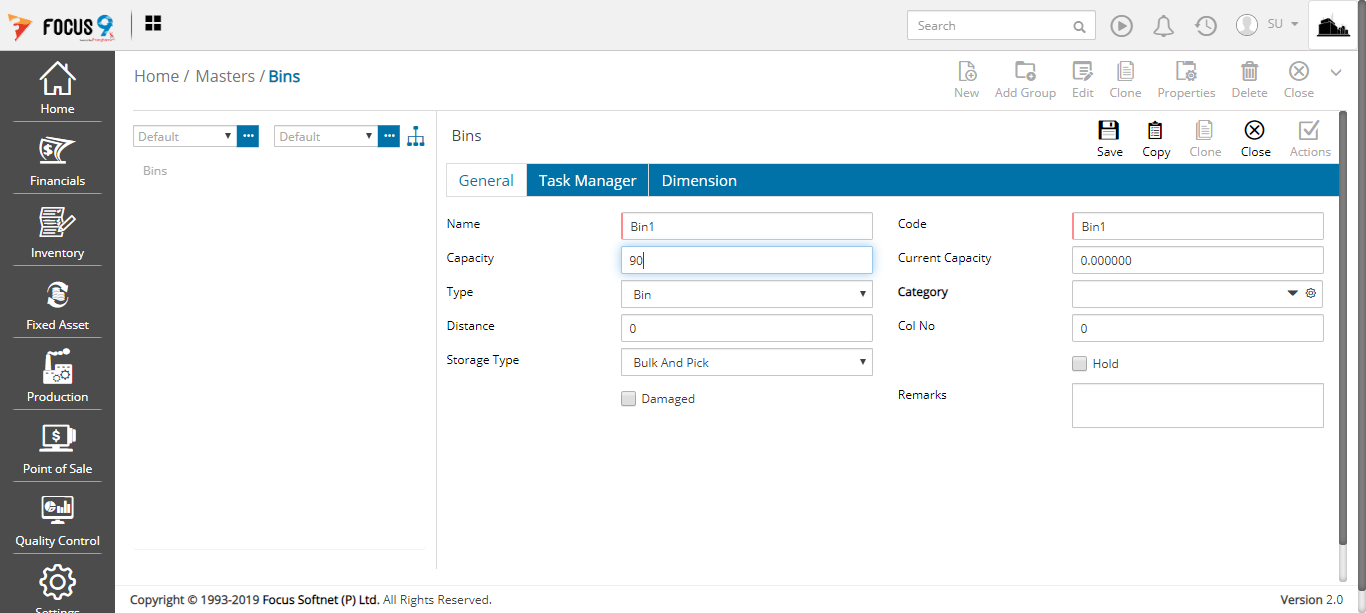 FOCUS 9
Search
SU
Home / Masters / Bins
New
Add Group
Edit
Clone
Properties
Delete
Close
Home
Financials
Inventory
Fixed Asset
Production
Point of Sale
Quality Control
Settings
Default
Default
Bins
Bins
Save
Copy
Clone
Close
Actions
General
Task Manager
Dimension
Name
Bin1
Code
Bin1
Capacity
90
Current Capacity
0.000000
Type
Bin
Category
Distance
0
Col No
0
Storage Type
Bulk And Pick
Hold
Damaged
Remarks
Copyright © 1993-2019 Focus Softnet (P) Ltd. All Rights Reserved.
Version 2.0